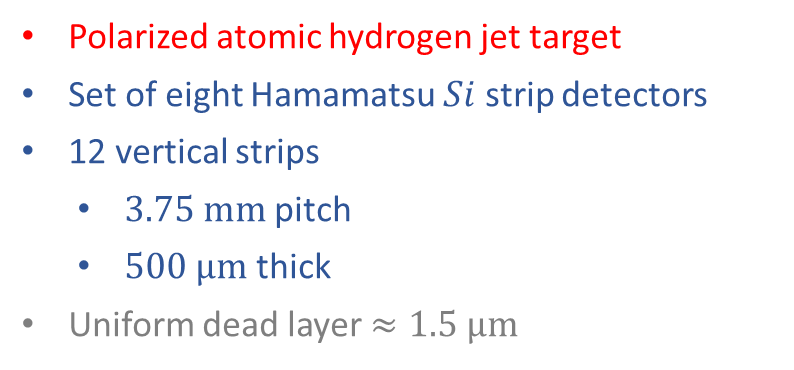 • Polarized atomic hydrogen jet target
• Set of eight Hamamatsu Si strip detectors
• 12 vertical strips
• 3.75 mm pitch
• 500 μm thick
• Uniform dead layer ≈ 1.5 μm